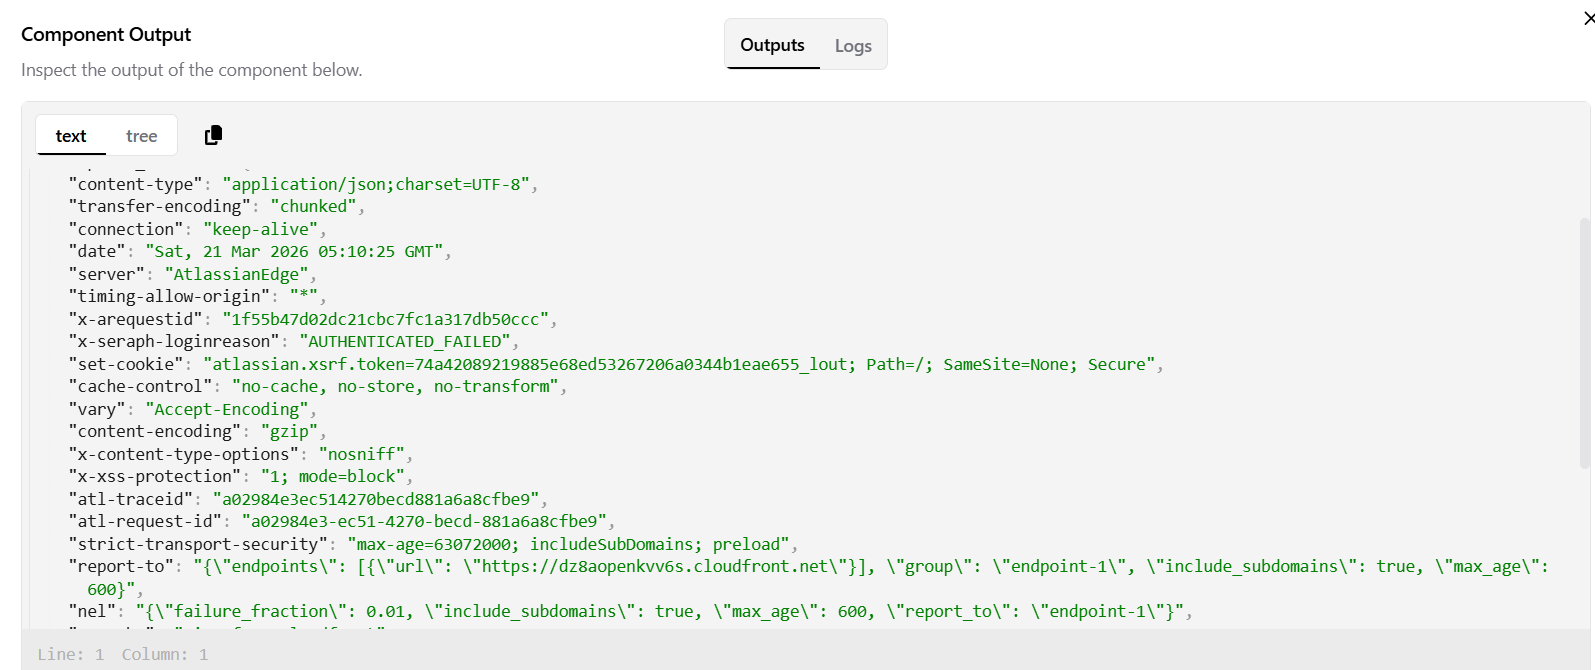 Component Output
Inspect the output of the component below.
Outputs Logs
text tree
"content-type": "application/json;charset=UTF-8",
"transfer-encoding": "chunked",
"connection": "keep-alive",
"date": "Sat, 21 Mar 2026 05:10:25 GMT",
"server": "AtlassianEdge",
"timing-allow-origin": "*",
"x-arequestid": "1f55b47d02dc21cbc7fc1a317db50ccc",
"x-seraph-loginreason": "AUTHENTICATED_FAILED",
"set-cookie": "atlassian.xsrf.token=74a42089219885e68ed53267206a0344b1eae655_lout; Path=/; SameSite=None; Secure",
"cache-control": "no-cache, no-store, no-transform",
"vary": "Accept-Encoding",
"content-encoding": "gzip",
"x-content-type-options": "nosniff",
"x-xss-protection": "1; mode=block",
"atl-traceid": "a02984e3ec514270becd881a6a8cfbe9",
"atl-request-id": "a02984e3-ec51-4270-becd-881a6a8cfbe9",
"strict-transport-security": "max-age=63072000; includeSubDomains; preload",
"report-to": "{\"endpoints\": [{\"url\": \"https://dz8aopenkvv6s.cloudfront.net\"}], \"group\": \"endpoint-1\", \"include_subdomains\": true, \"max_age\":
600}",
"nel": "{\"failure_fraction\": 0.01, \"include_subdomains\": true, \"max_age\": 600, \"report_to\": \"endpoint-1\"}",
Line: 1 Column: 1